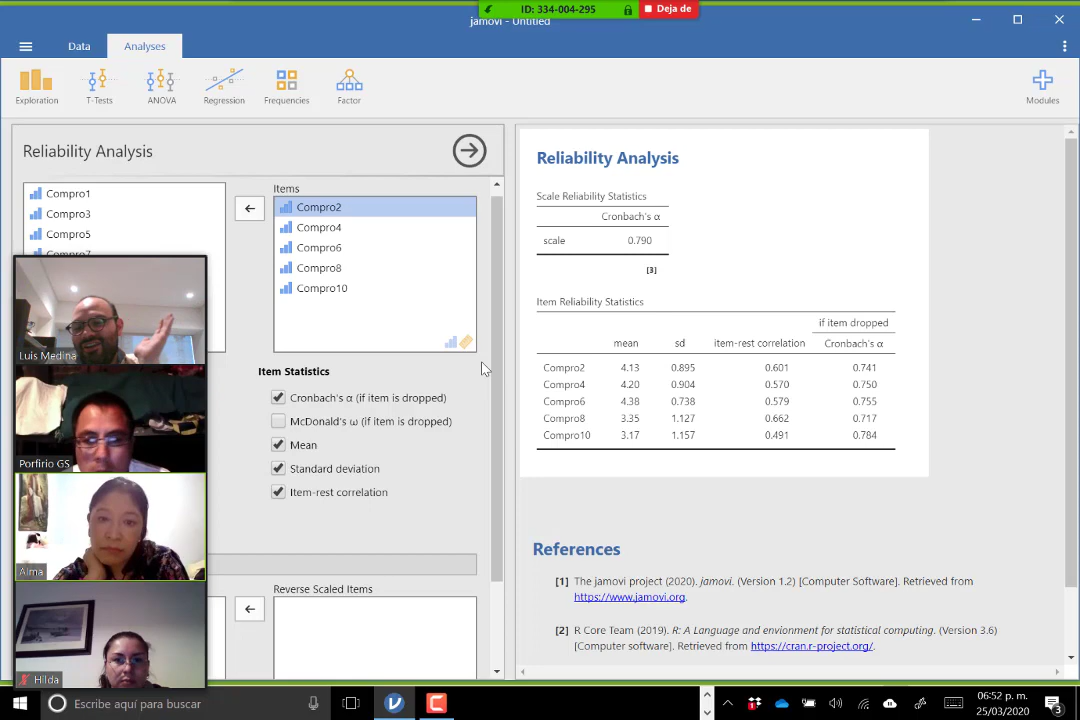 ID: 334-004-295
Deja de
jamovi - Untitled
Data
Analyses
Exploration
T-Tests
ANOVA
Regression
Frequencies
Factor
Modules
Reliability Analysis
Items
Compro1
Compro3
Compro5
Compro2
Compro4
Compro6
Compro8
Compro10
Luis Medina
Porfirio GS
Alma
Hilda
Item Statistics
Cronbach's α (if item is dropped)
McDonald's ω (if item is dropped)
Mean
Standard deviation
Item-rest correlation
Reverse Scaled Items
Reliability Analysis
Scale Reliability Statistics
Cronbach's α
scale 0.790
[3]
Item Reliability Statistics
if item dropped
mean sd item-rest correlation Cronbach's α
Compro2 4.13 0.895 0.601 0.741
Compro4 4.20 0.904 0.570 0.750
Compro6 4.38 0.738 0.579 0.755
Compro8 3.35 1.127 0.662 0.717
Compro10 3.17 1.157 0.491 0.784
References
[1] The jamovi project (2020). jamovi. (Version 1.2) [Computer Software]. Retrieved from
https://www.jamovi.org.
[2] R Core Team (2019). R: A Language and envionment for statistical computing. (Version 3.6)
[Computer software]. Retrieved from https://cran.r-project.org/.
Escribe aquí para buscar
06:52 p. m.
25/03/2020
3